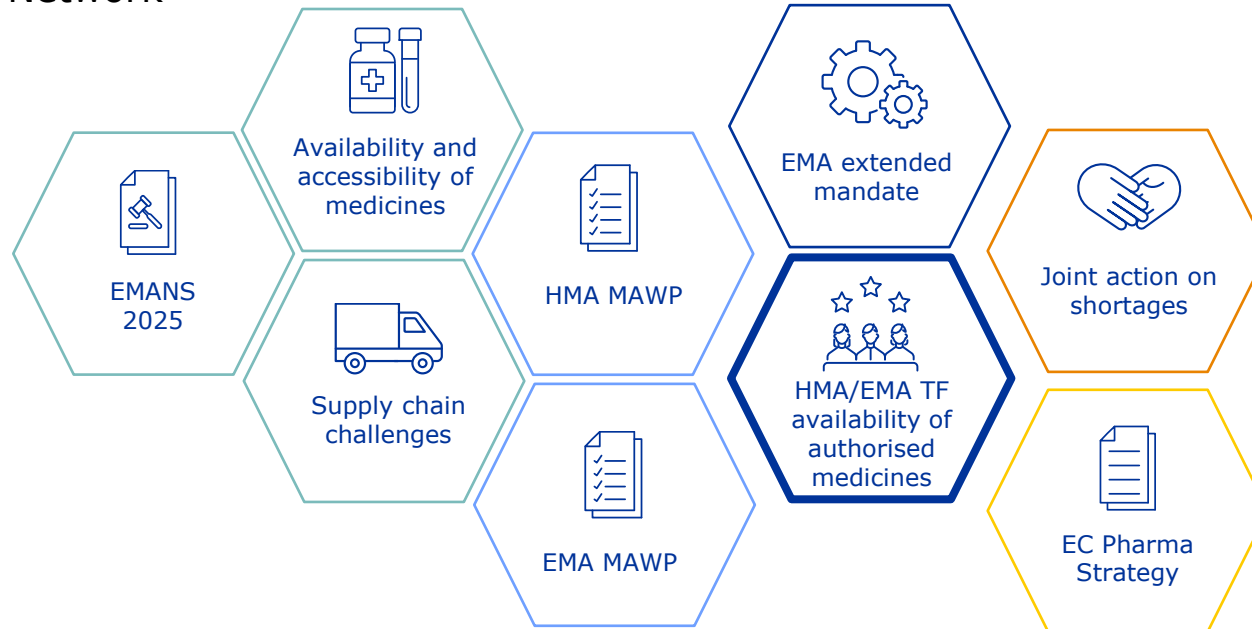 Network
Availability and
accessibility of
medicines
EMA extended
mandate
EMANS
2025
HMA MAWP
Joint action on
shortages
Supply chain
challenges
HMA/EMA TF
availability of
authorised
medicines
EMA MAWP
EC Pharma
Strategy